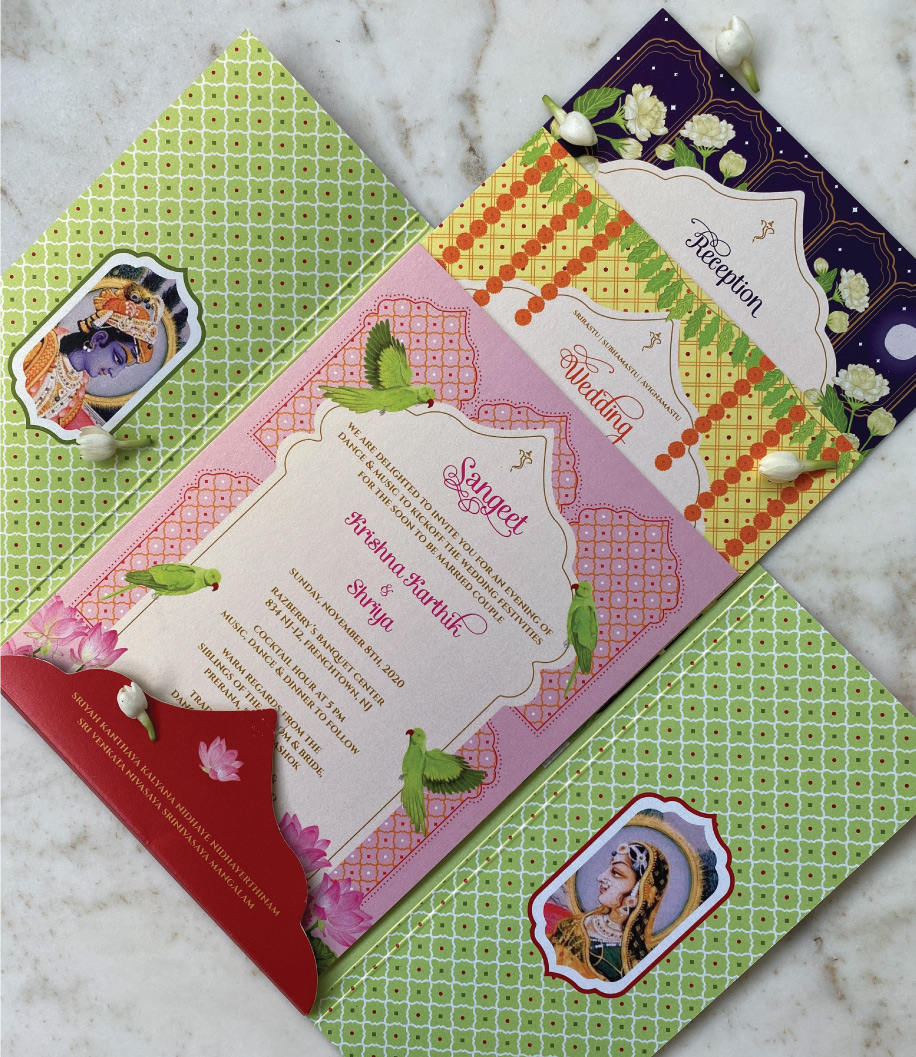 Reception
SRIRASTU | SUBHAMASTU | AVIGNAMASTU
Wedding
Sangeet
WE ARE DELIGHTED TO INVITE YOU FOR AN EVENING OF
DANCE & MUSIC TO KICKOFF THE WEDDING FESTIVITIES
FOR THE SOON TO BE MARRIED COUPLE
Krishna Karthik
&
Shriya
SUNDAY, NOVEMBER 8TH, 2020
RAZBERRY'S BANQUET CENTER
834 NJ-12, FRENCHTOWN, NJ
COCKTAIL HOUR AT 5 PM
MUSIC, DANCE & DINNER TO FOLLOW
WARM REGARDS FROM THE
SIBLINGS OF THE & BRIDE,
PRERANA
SRIYAH KANTHAYA KALYANA NIDHAYE NIDHAYERTHINAM
SRI VENKATA NIVASAYA SRINIVASAYA MANGALAM